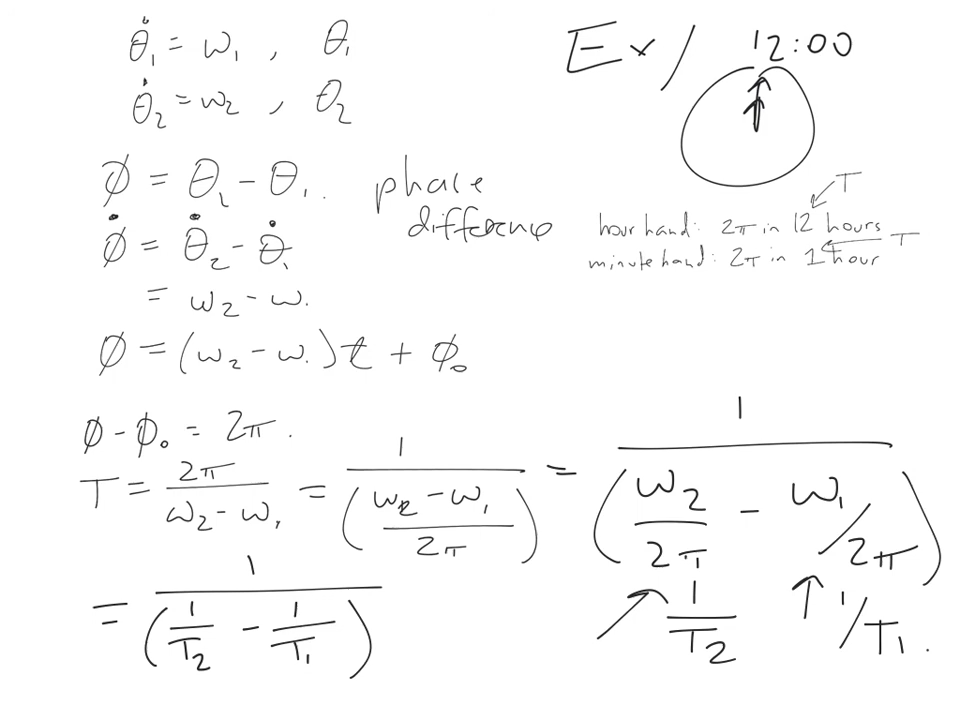 θ̇₁ = ω₁ , θ₁
θ̇₂ = ω₂ , θ₂
Ex/ 12:00
ϕ = θ₂ - θ₁. phase difference
ϕ̇ = θ̇₂ - θ̇₁
= ω₂ - ω₁
ϕ = (ω₂ - ω₁)t + ϕ₀
T
hour hand: 2π in 12 hours
minute hand: 2π in 1 hour T
ϕ - ϕ₀ = 2π.
T = 2π/(ω₂ - ω₁) = 1/((ω₂ - ω₁)/2π) = 1/(ω₂/2π - ω₁/2π)
= 1/(1/T₂ - 1/T₁)
1/T₂ 1/T₁.